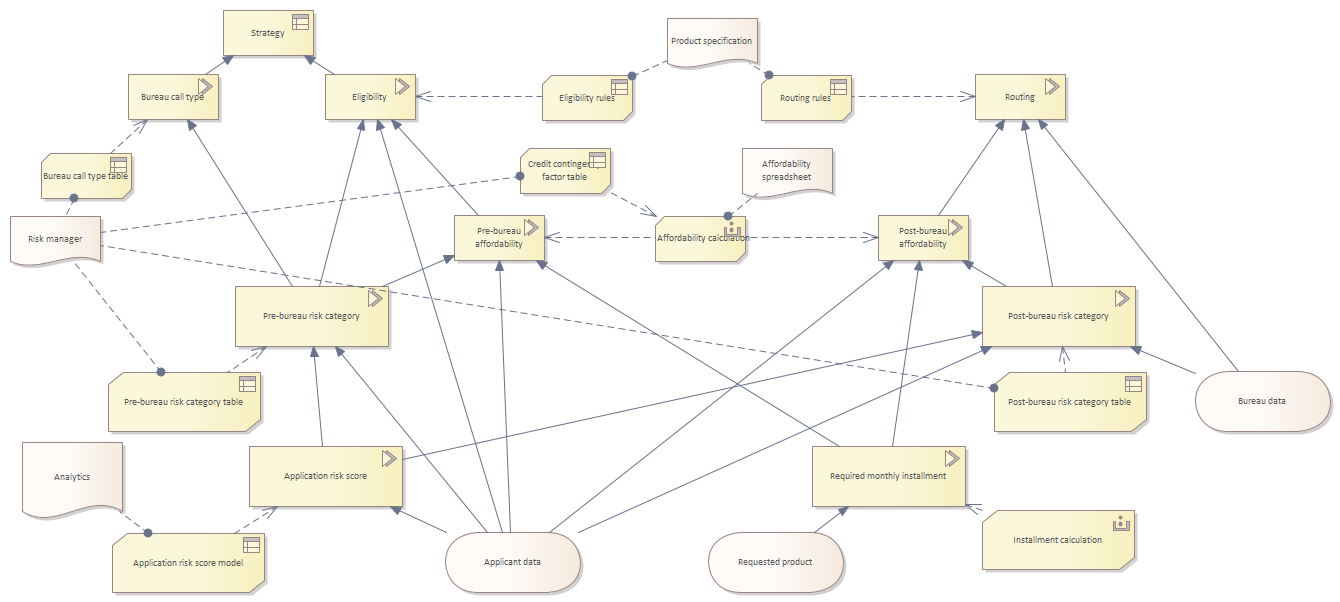 Strategy
Product specification
Bureau call type
Eligibility
Eligibility rules
Routing rules
Routing
Bureau call type table
Credit contingency
factor table
Affordability
spreadsheet
Risk manager
Pre-bureau
affordability
Affordability calculation
Post-bureau
affordability
Pre-bureau risk category
Post-bureau risk category
Pre-bureau risk category table
Post-bureau risk category table
Bureau data
Analytics
Application risk score
Required monthly installment
Application risk score model
Applicant data
Requested product
Installment calculation